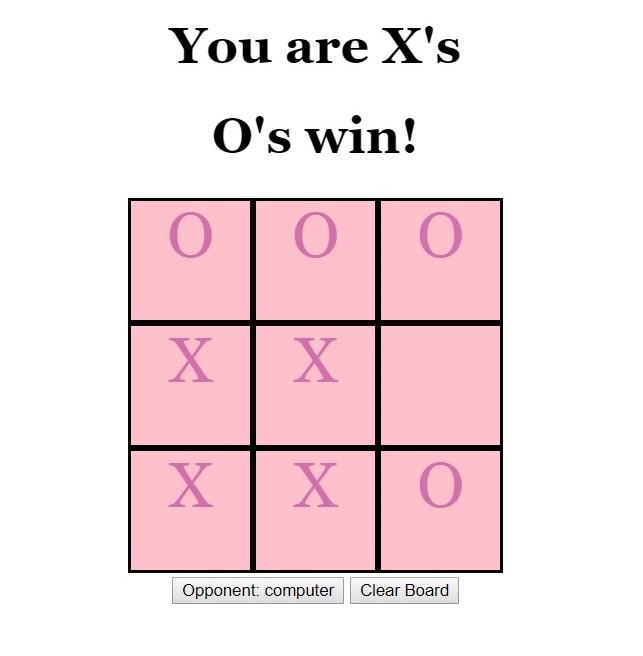 You are X's
O's win!
O O O
X X
X X O
Opponent: computer Clear Board